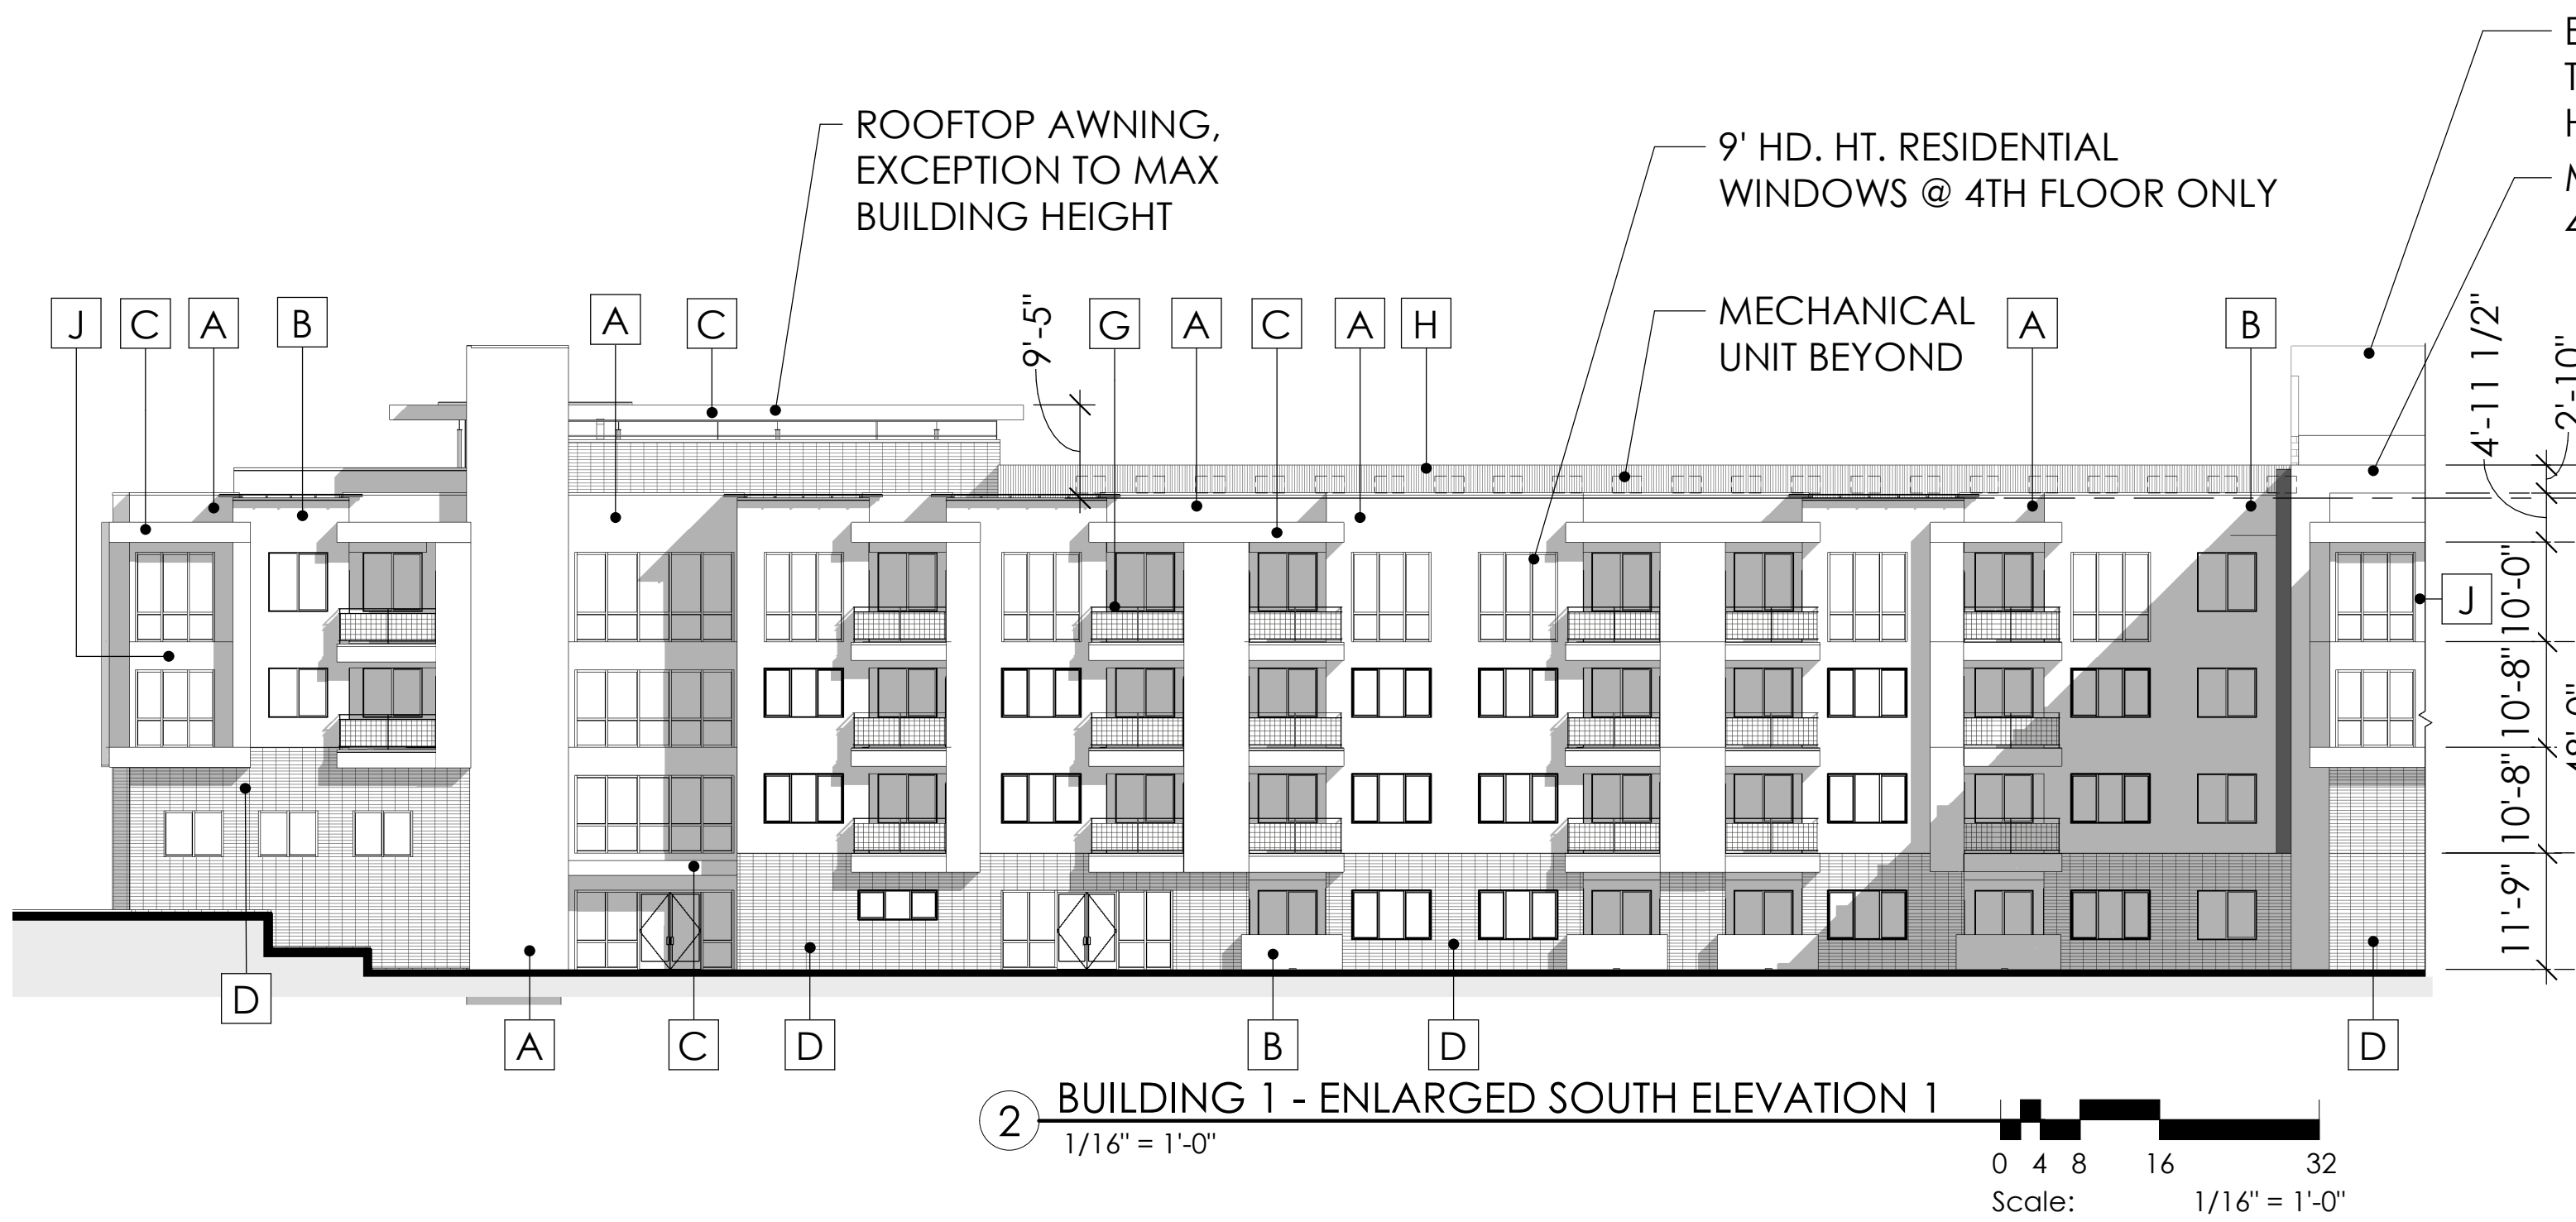 ROOFTOP AWNING,
EXCEPTION TO MAX
BUILDING HEIGHT
9' HD. HT. RESIDENTIAL
WINDOWS @ 4TH FLOOR ONLY
MECHANICAL
UNIT BEYOND
J
C
A
B
A
C
9'-5"
G
A
C
A
H
A
B
4'-11 1/2"
2'-10"
J
10'-0"
10'-8"
10'-8"
11'-9"
D
A
C
D
B
D
D
2
BUILDING 1 - ENLARGED SOUTH ELEVATION 1
1/16" = 1'-0"
0 4 8 16 32
Scale: 1/16" = 1'-0"